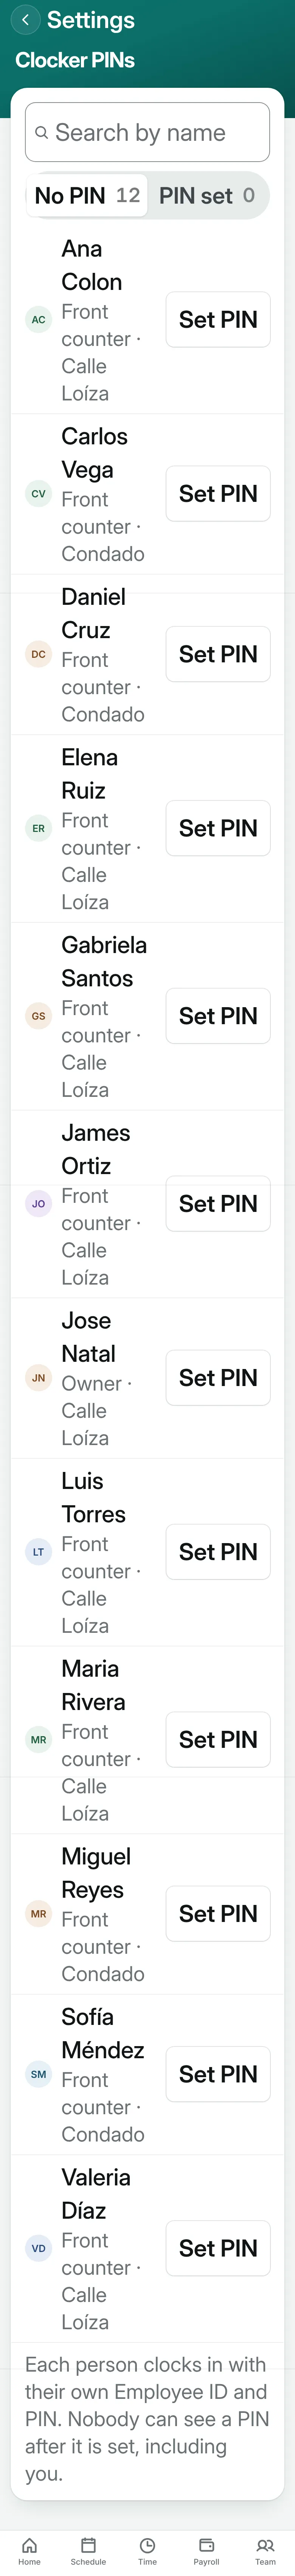 Settings
Clocker PINs
Search by name
No PIN 12 PIN set 0
Ana
Colon
AC
Front
counter ·
Calle
Loíza
Set PIN
Carlos
Vega
CV
Front
counter ·
Condado
Set PIN
Daniel
Cruz
DC
Front
counter ·
Condado
Set PIN
Elena
Ruiz
ER
Front
counter ·
Calle
Loíza
Set PIN
Gabriela
Santos
GS
Front
counter ·
Calle
Loíza
Set PIN
James
Ortiz
JO
Front
counter ·
Calle
Loíza
Set PIN
Jose
Natal
JN
Owner ·
Calle
Loíza
Set PIN
Luis
Torres
LT
Front
counter ·
Calle
Loíza
Set PIN
Maria
Rivera
MR
Front
counter ·
Calle
Loíza
Set PIN
Miguel
Reyes
MR
Front
counter ·
Condado
Set PIN
Sofía
Méndez
SM
Front
counter ·
Condado
Set PIN
Valeria
Díaz
VD
Front
counter ·
Calle
Loíza
Set PIN
Each person clocks in with
their own Employee ID and
PIN. Nobody can see a PIN
after it is set, including
you.
Home Schedule Time Payroll Team